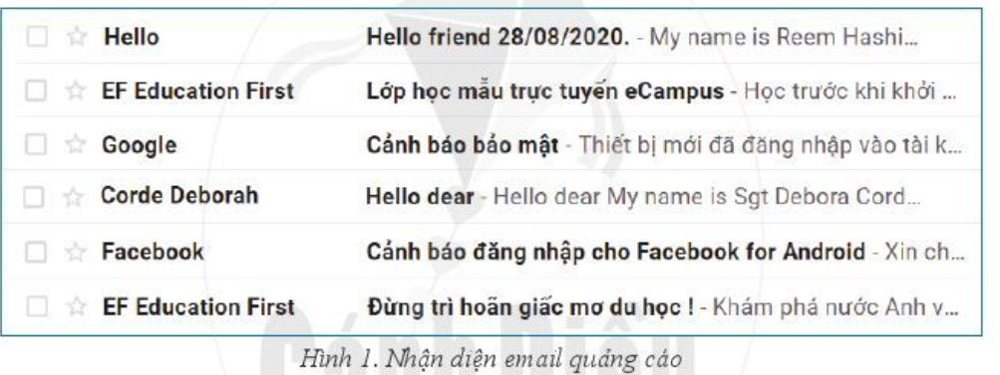 Hello Hello friend 28/08/2020. - My name is Reem Hashi...
EF Education First Lớp học mẫu trực tuyến eCampus - Học trước khi khởi ...
Google Cảnh báo bảo mật - Thiết bị mới đã đăng nhập vào tài k...
Corde Deborah Hello dear - Hello dear My name is Sgt Debora Cord...
Facebook Cảnh báo đăng nhập cho Facebook for Android - Xin ch...
EF Education First Đừng trì hoãn giấc mơ du học ! - Khám phá nước Anh v...
Cánh Diều
Hình 1. Nhận diện email quảng cáo